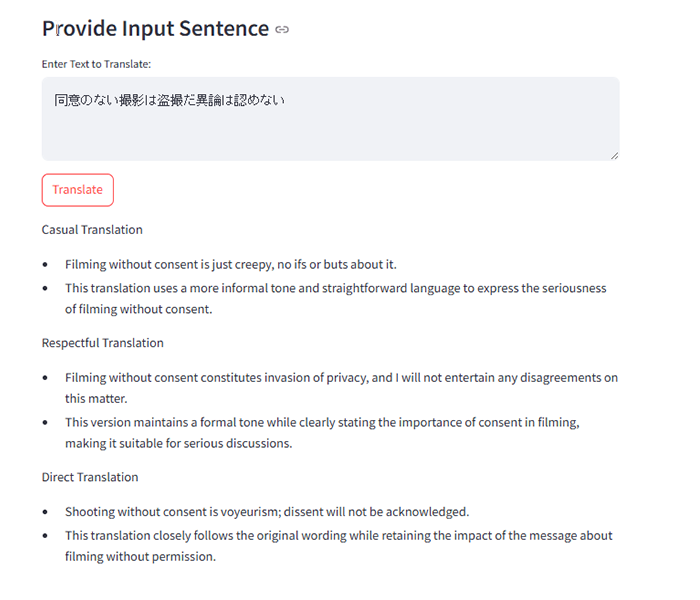 Provide Input Sentence
Enter Text to Translate:
同意のない撮影は盗撮だ異論は認めない
Translate
Casual Translation
• Filming without consent is just creepy, no ifs or buts about it.
• This translation uses a more informal tone and straightforward language to express the seriousness
of filming without consent.
Respectful Translation
• Filming without consent constitutes invasion of privacy, and I will not entertain any disagreements on
this matter.
• This version maintains a formal tone while clearly stating the importance of consent in filming,
making it suitable for serious discussions.
Direct Translation
• Shooting without consent is voyeurism; dissent will not be acknowledged.
• This translation closely follows the original wording while retaining the impact of the message about
filming without permission.